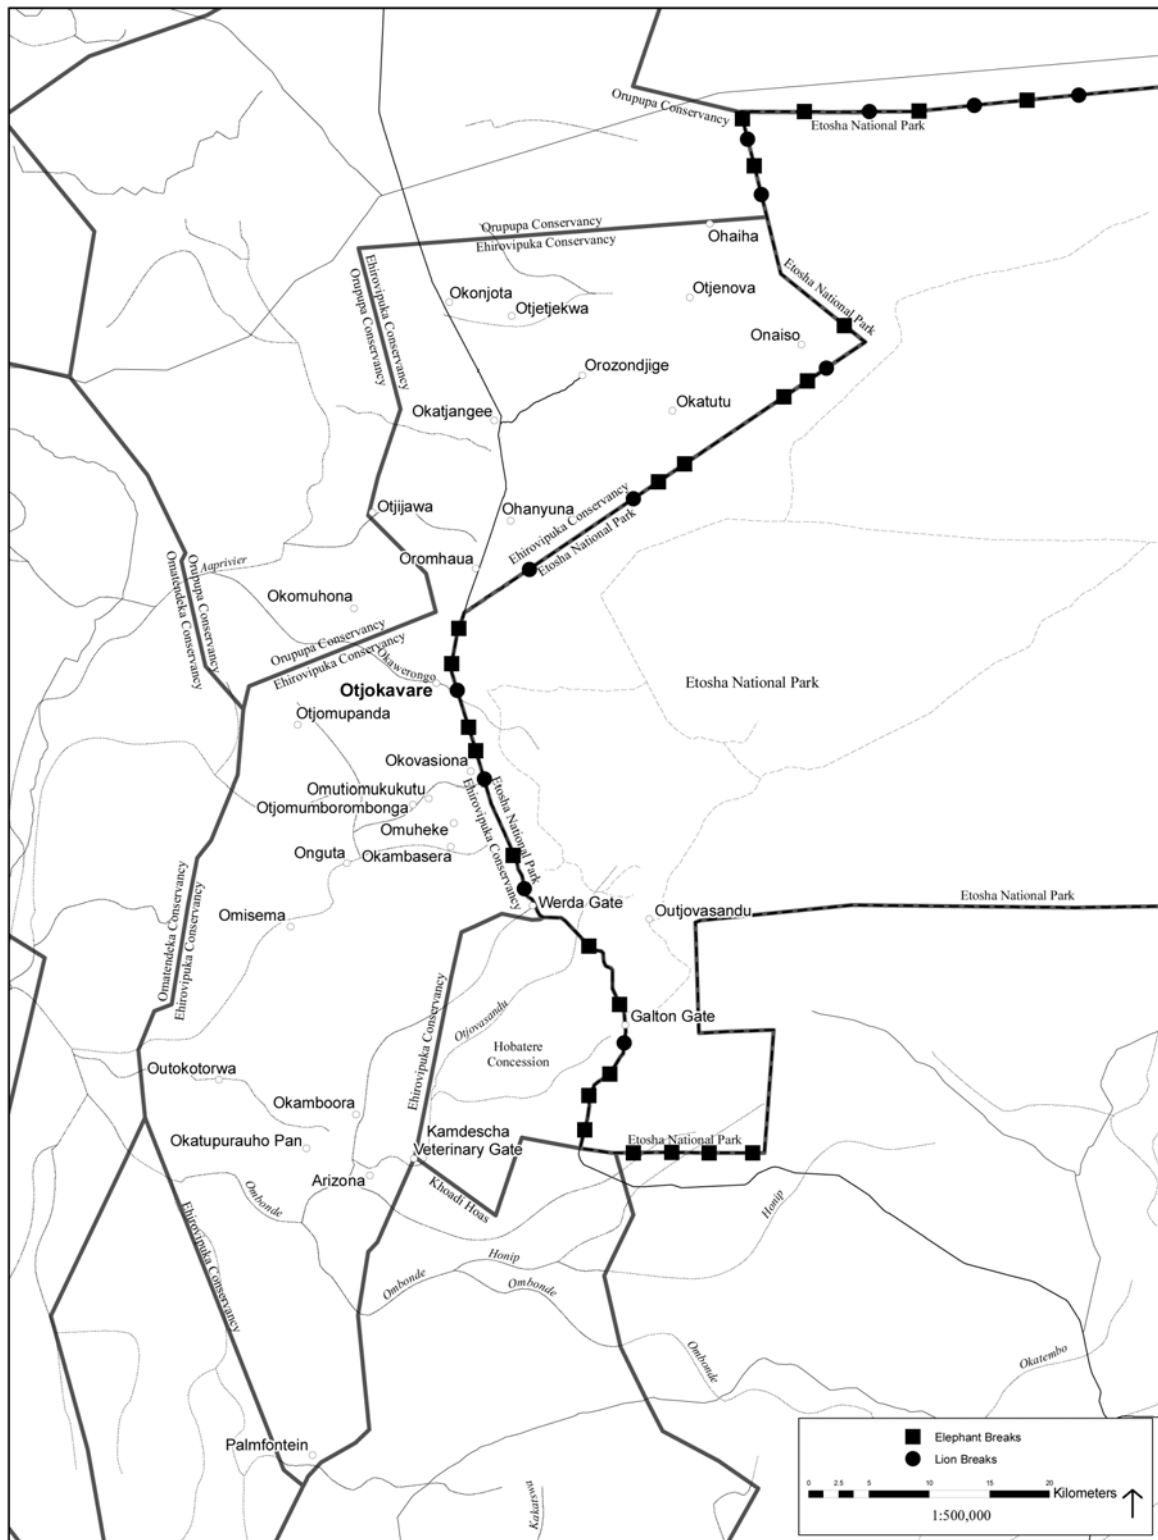 Orupupa Conservancy
Etosha National Park
Orupupa Conservancy
Ehirovipuka Conservancy
Ohaiha
Ehirovipuka Conservancy
Orupupa Conservancy
Etosha National Park
Okonjota
Otjetjekwa
Otjenova
Onaiso
Orozondjige
Okatutu
Okatjangee
Otjijawa
Ohanyuna
Ehirovipuka Conservancy
Etosha National Park
Oromhaua
Aaprivier
Orupupa Conservancy
Omatendeka Conservancy
Okomuhona
Orupupa Conservancy
Ehirovipuka Conservancy
Okawerongo
Otjokavare
Etosha National Park
Otjomupanda
Okovasiona
Omutiomukukutu
Otjomumborombonga
Omuheke
Onguta
Okambasera
Etosha National Park
Ehirovipuka Conservancy
Omatendeka Conservancy
Ehirovipuka Conservancy
Werda Gate
Outjovasandu
Etosha National Park
Omisema
Ehirovipuka Conservancy
Otjovasandu
Galton Gate
Hobatere
Concession
Outokotorwa
Okamboora
Okatupurauho Pan
Kamdescha
Veterinary Gate
Etosha National Park
Arizona
Khoadi Hoas
Ombonde
Honip
Ehirovipuka Conservancy
Honip
Ombonde
Ombonde
Ombonde
Okatembo
Palmfontein
Kakatswa
Elephant Breaks
Lion Breaks
0 2.5 5 10 15 20
Kilometers
1:500,000